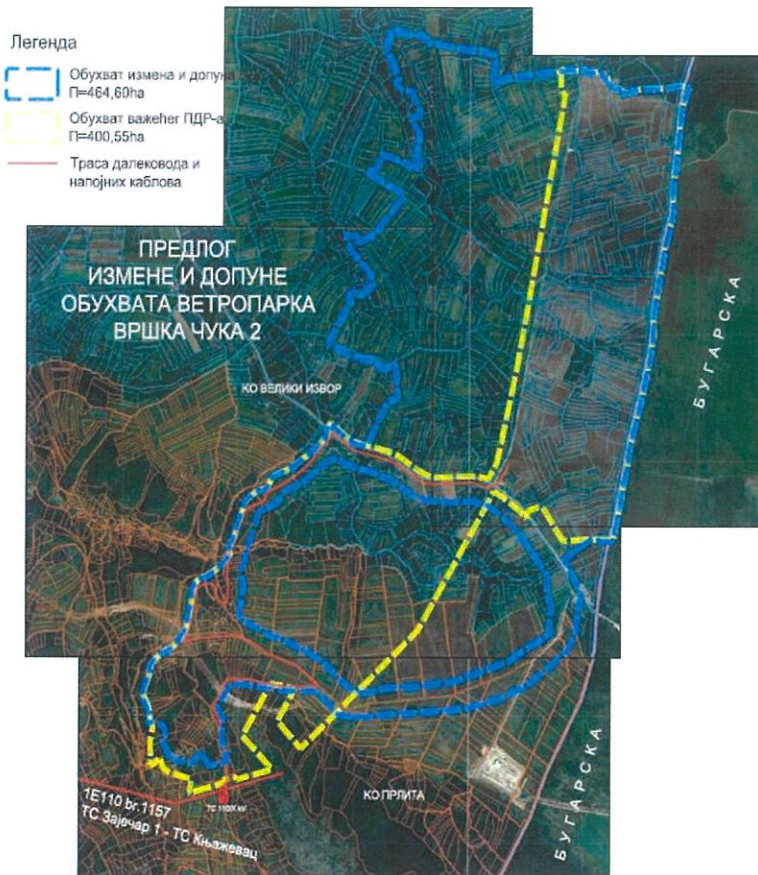 Легенда
Обухват измена и допуна
П=464,60ha
Обухват важећег ПДР-а
П=400,55ha
Траса далековода и
напојних каблова
ПРЕДЛОГ
ИЗМЕНЕ И ДОПУНЕ
ОБУХВАТА ВЕТРОПАРКА
ВРШКА ЧУКА 2
КО ВЕЛИКИ ИЗВОР
БУГАРСКА
БУГАРСКА
КО ПРЛИТА
1E110 br.1157
ТС Зајечар 1 - ТС Књажевац